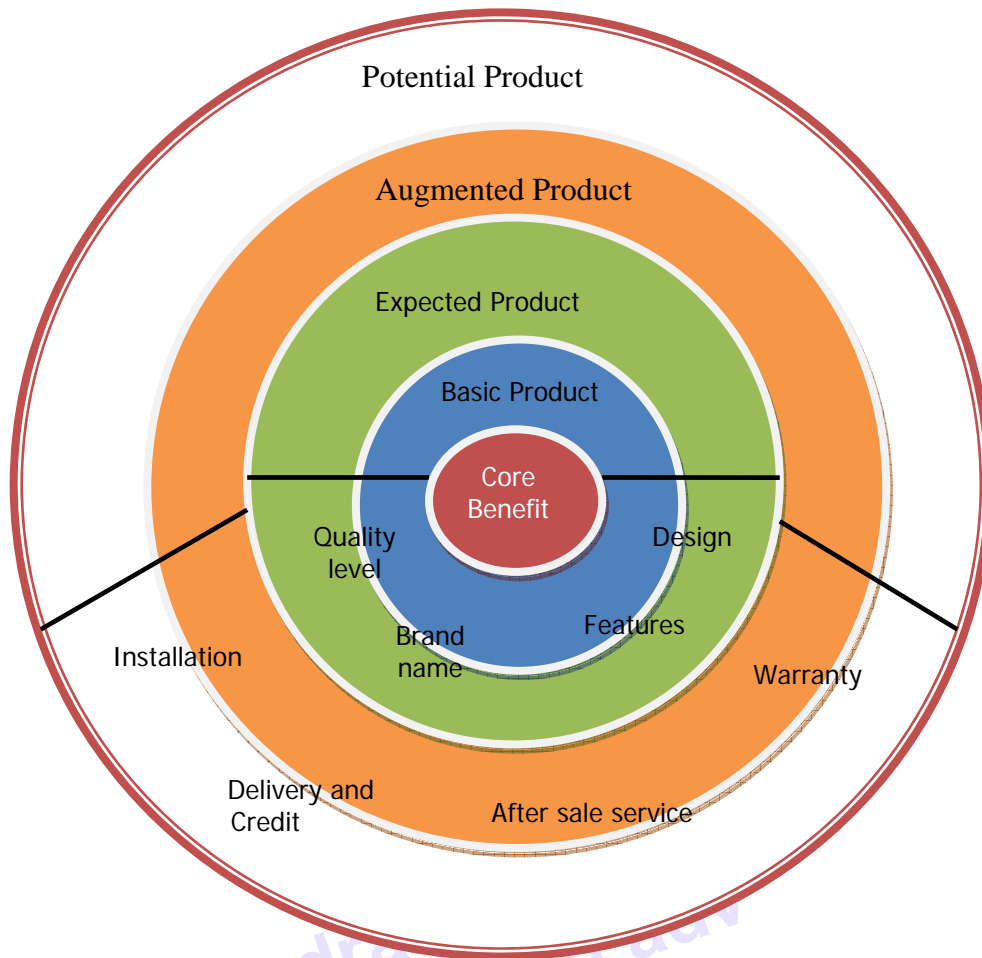 Potential Product
Augmented Product
Expected Product
Basic Product
Core
Benefit
Quality
level
Design
Brand
name
Features
Installation
Warranty
Delivery and
Credit
After sale service